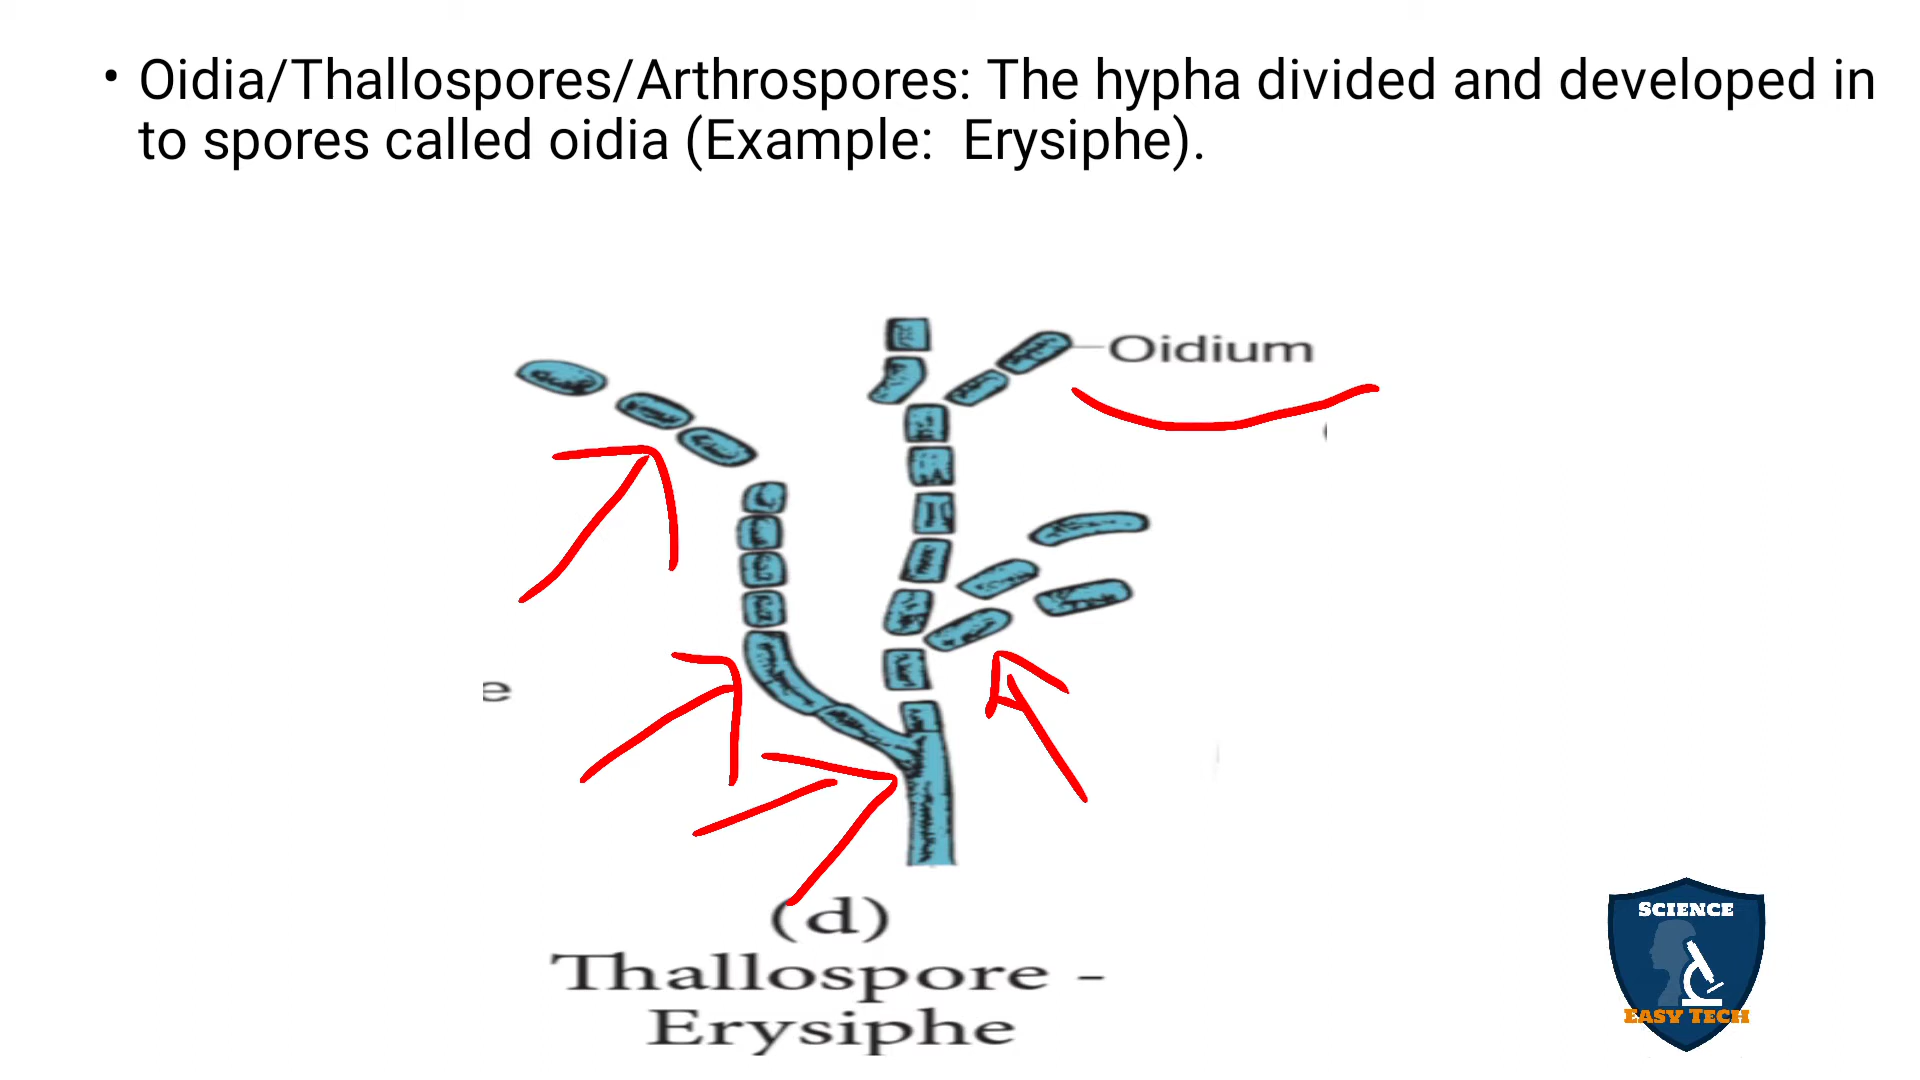 • Oidia/Thallospores/Arthrospores: The hypha divided and developed in
to spores called oidia (Example:  Erysiphe).
Oidium
e
(d)
Thallospore -
Erysiphe
SCIENCE
EASY TECH